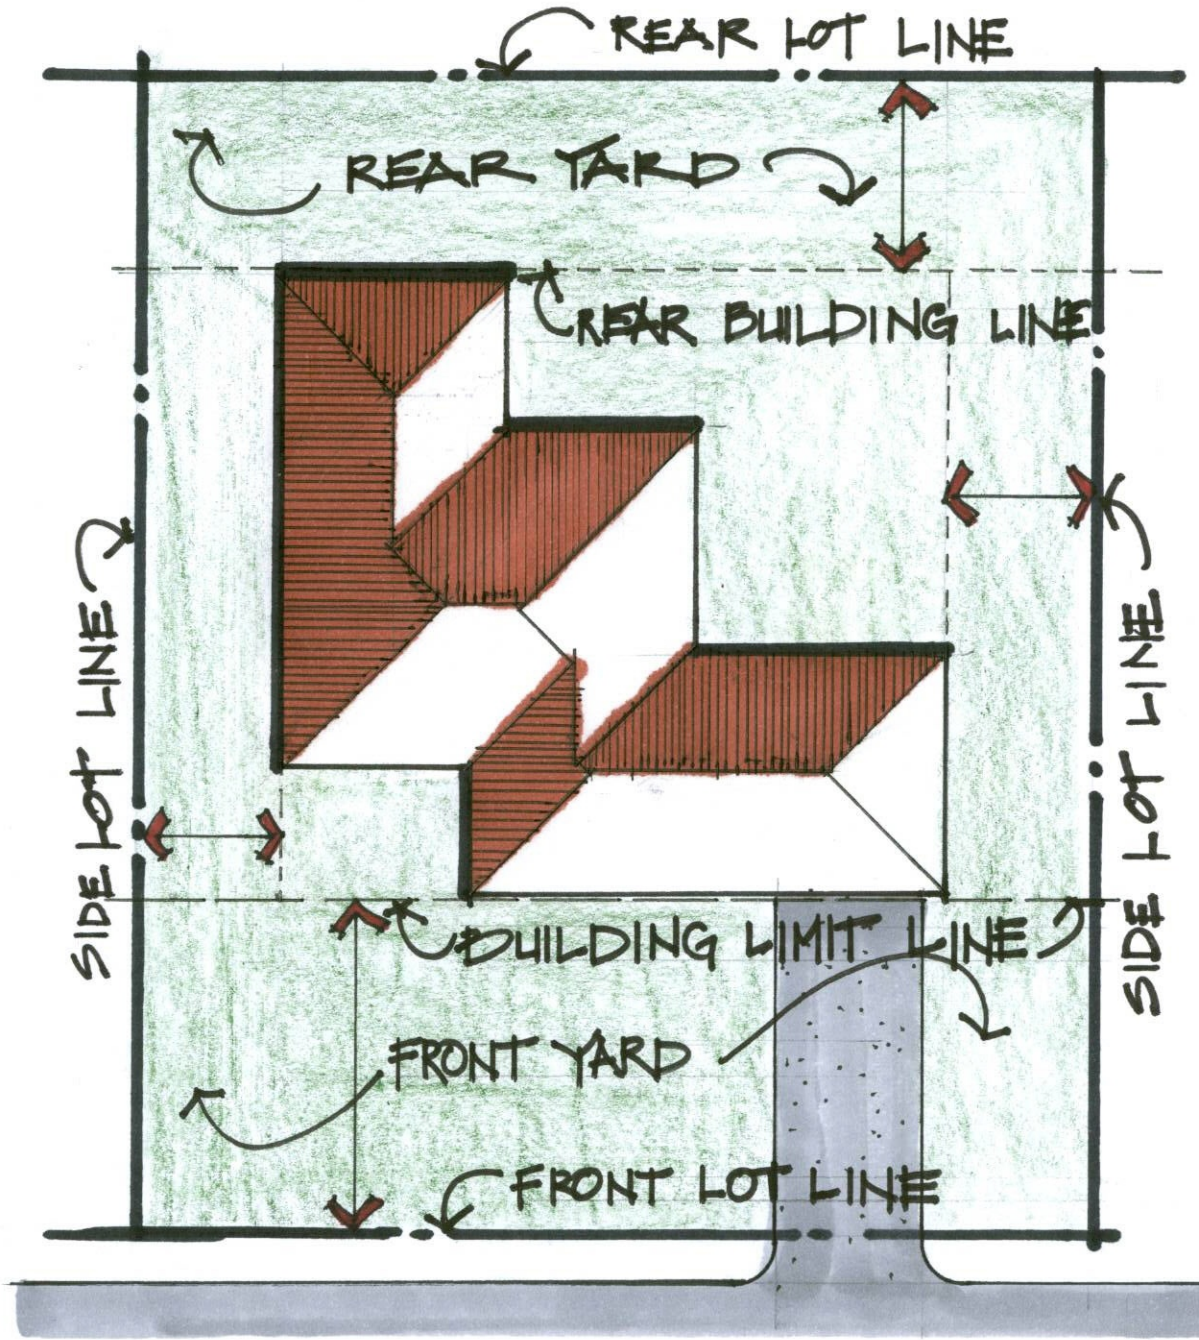 REAR LOT LINE
REAR YARD
REAR BUILDING LINE
SIDE LOT LINE
SIDE LOT LINE
BUILDING LIMIT LINE
FRONT YARD
FRONT LOT LINE